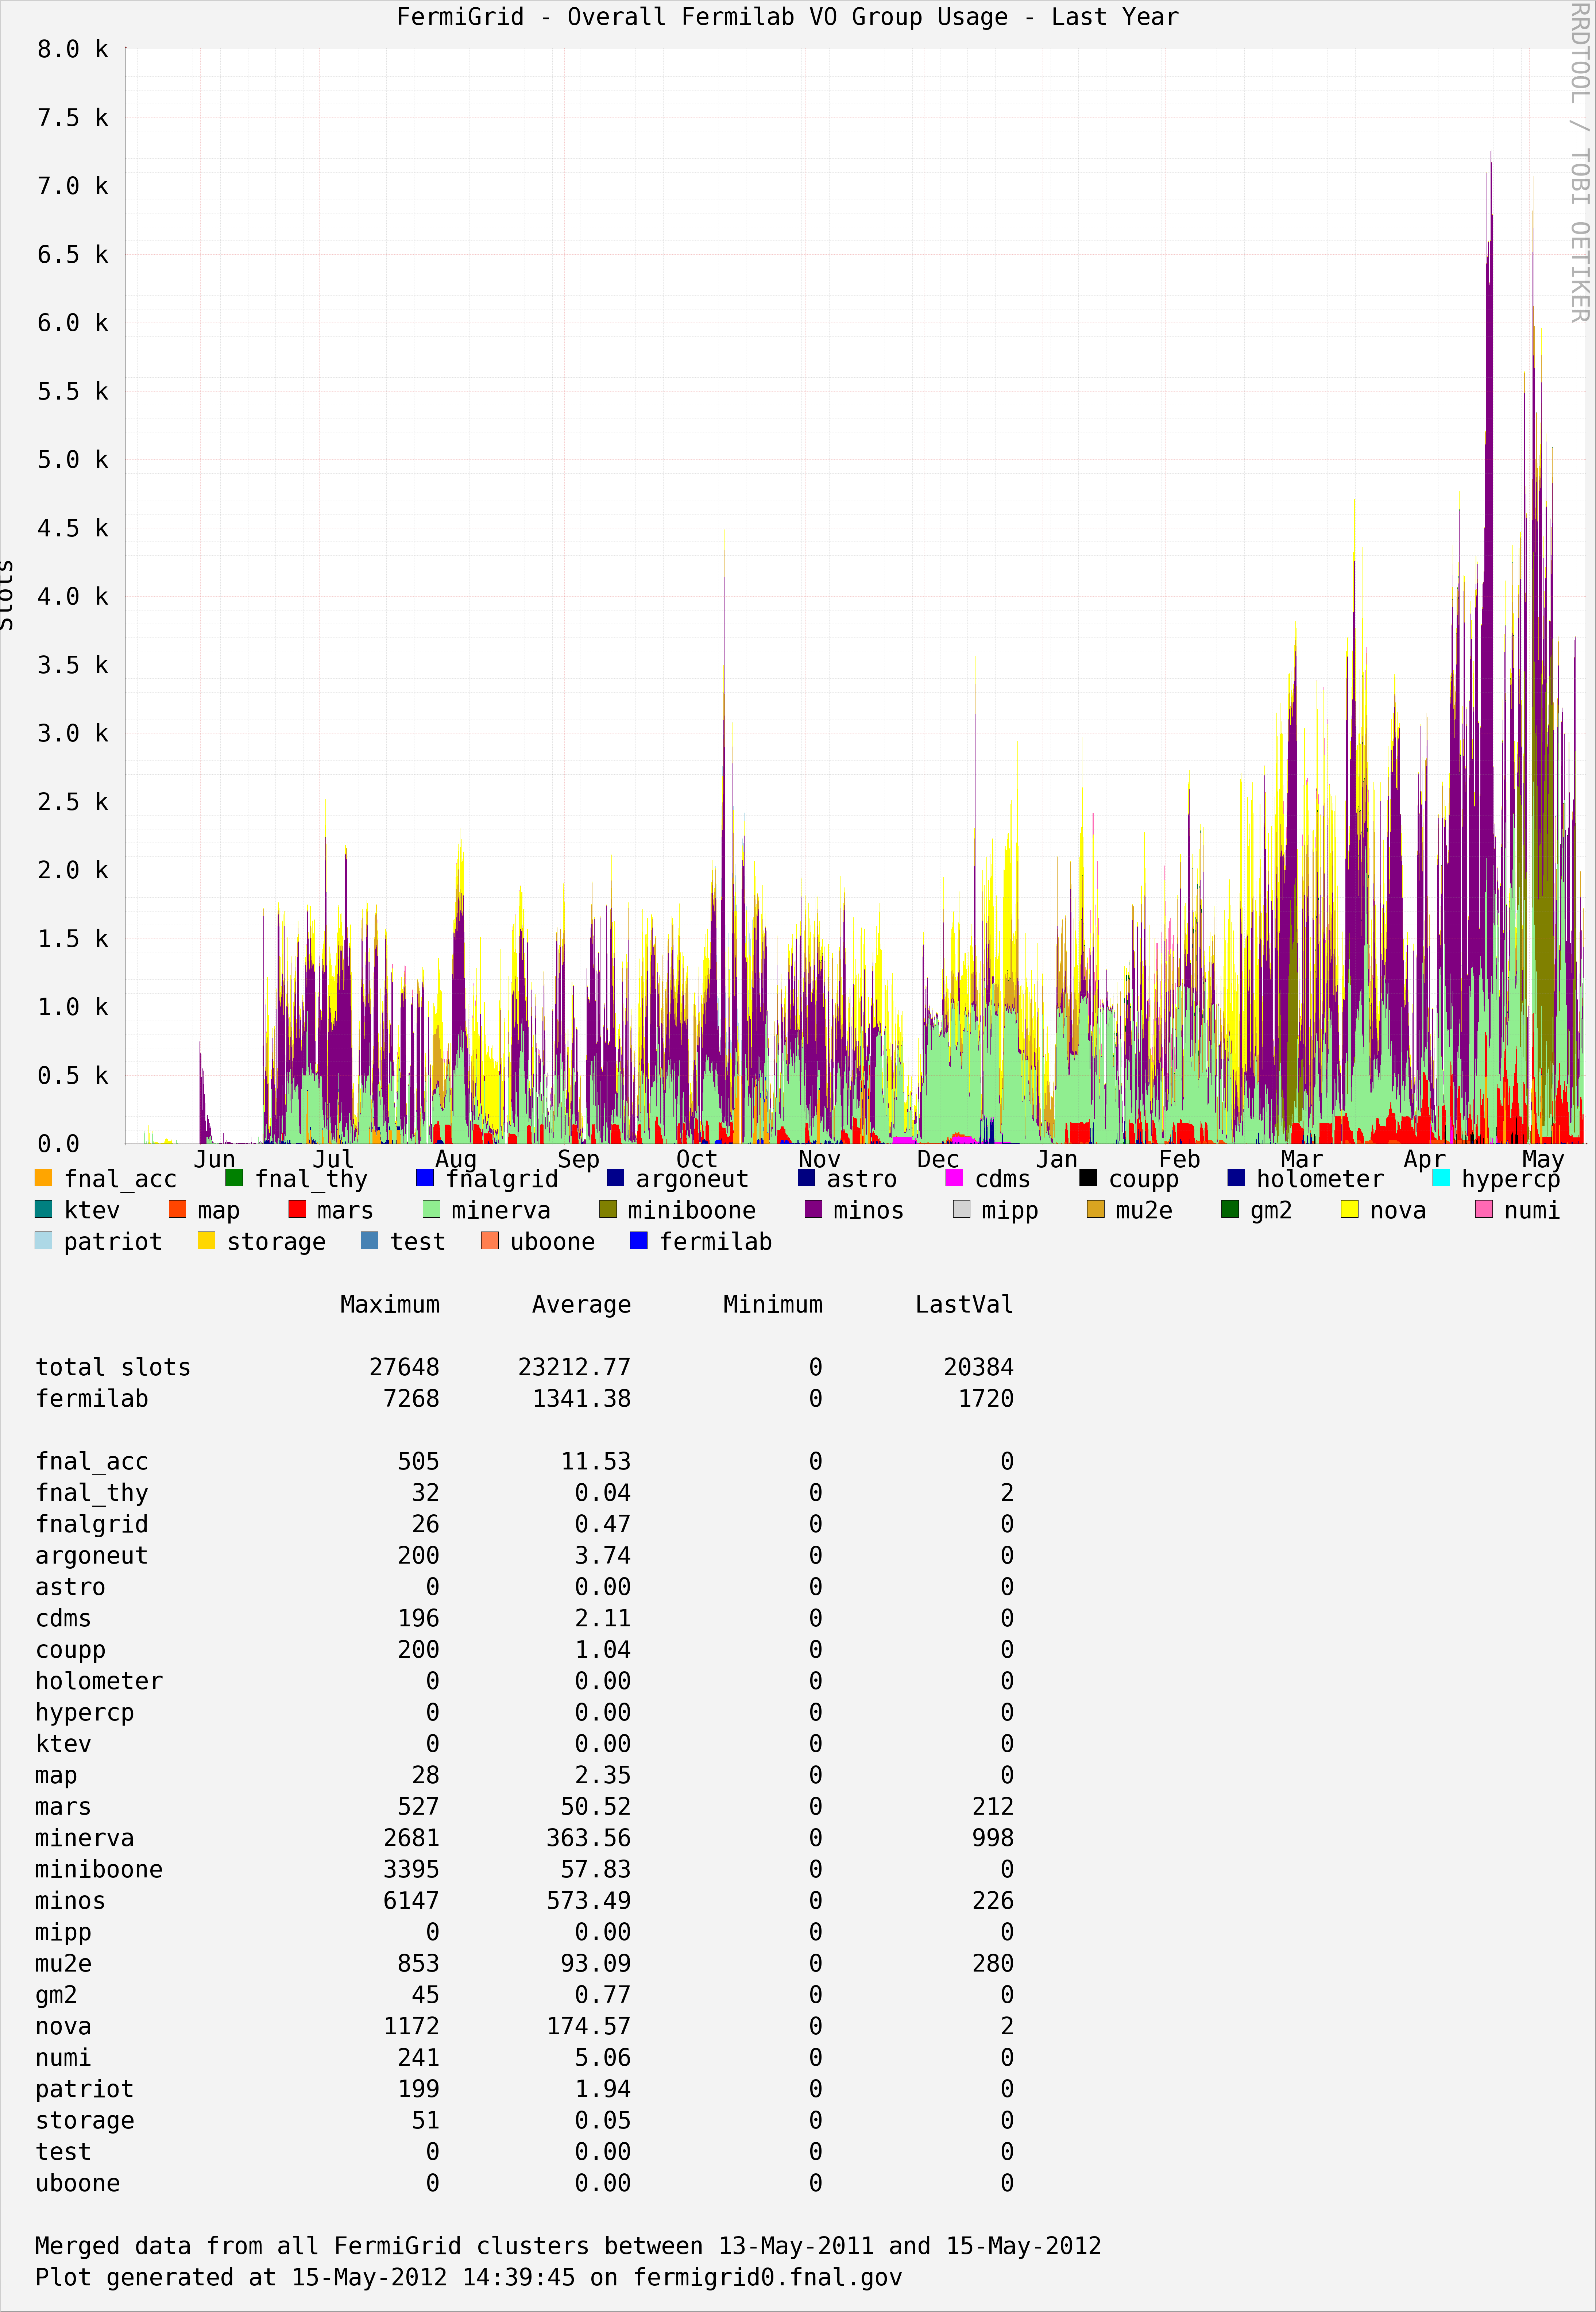 FermiGrid - Overall Fermilab VO Group Usage - Last Year
RRDTOOL / TOBI OETIKER
8.0 k
7.5 k
7.0 k
6.5 k
6.0 k
5.5 k
5.0 k
4.5 k
4.0 k
3.5 k
3.0 k
2.5 k
2.0 k
1.5 k
1.0 k
0.5 k
0.0
Slots
Jun Jul Aug Sep Oct Nov Dec Jan Feb Mar Apr May
fnal_acc fnal_thy fnalgrid argoneut astro cdms coupp holometer hypercp
ktev map mars minerva miniboone minos mipp mu2e gm2 nova numi
patriot storage test uboone fermilab
Maximum Average Minimum LastVal
total slots 27648 23212.77 0 20384
fermilab 7268 1341.38 0 1720
fnal_acc 505 11.53 0 0
fnal_thy 32 0.04 0 2
fnalgrid 26 0.47 0 0
argoneut 200 3.74 0 0
astro 0 0.00 0 0
cdms 196 2.11 0 0
coupp 200 1.04 0 0
holometer 0 0.00 0 0
hypercp 0 0.00 0 0
ktev 0 0.00 0 0
map 28 2.35 0 0
mars 527 50.52 0 212
minerva 2681 363.56 0 998
miniboone 3395 57.83 0 0
minos 6147 573.49 0 226
mipp 0 0.00 0 0
mu2e 853 93.09 0 280
gm2 45 0.77 0 0
nova 1172 174.57 0 2
numi 241 5.06 0 0
patriot 199 1.94 0 0
storage 51 0.05 0 0
test 0 0.00 0 0
uboone 0 0.00 0 0
Merged data from all FermiGrid clusters between 13-May-2011 and 15-May-2012
Plot generated at 15-May-2012 14:39:45 on fermigrid0.fnal.gov